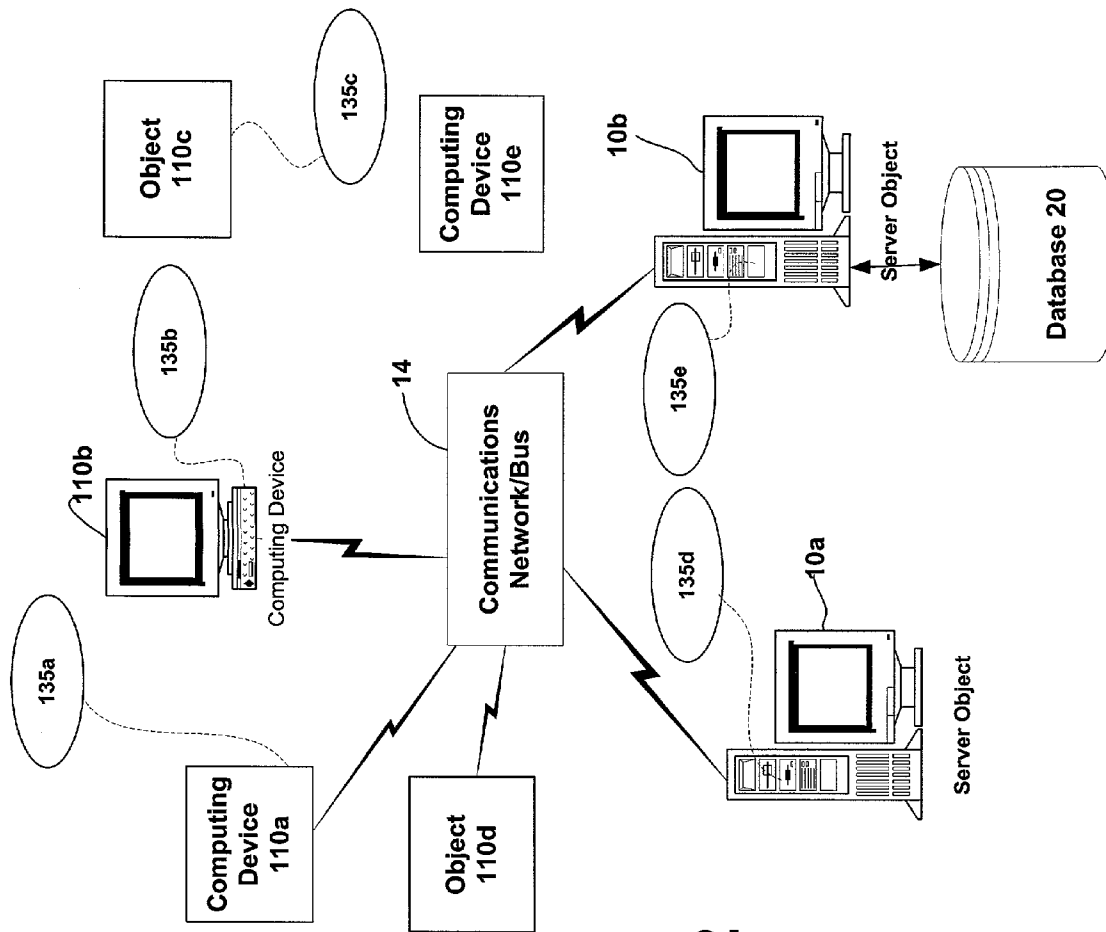 135a
110b
135b
Object
110c
135c
Computing
Device
110a
Computing Device
Computing
Device
110e
14
Communications
Network/Bus
Object
110d
10b
135d
135e
10a
Server Object
Server Object
Database 20